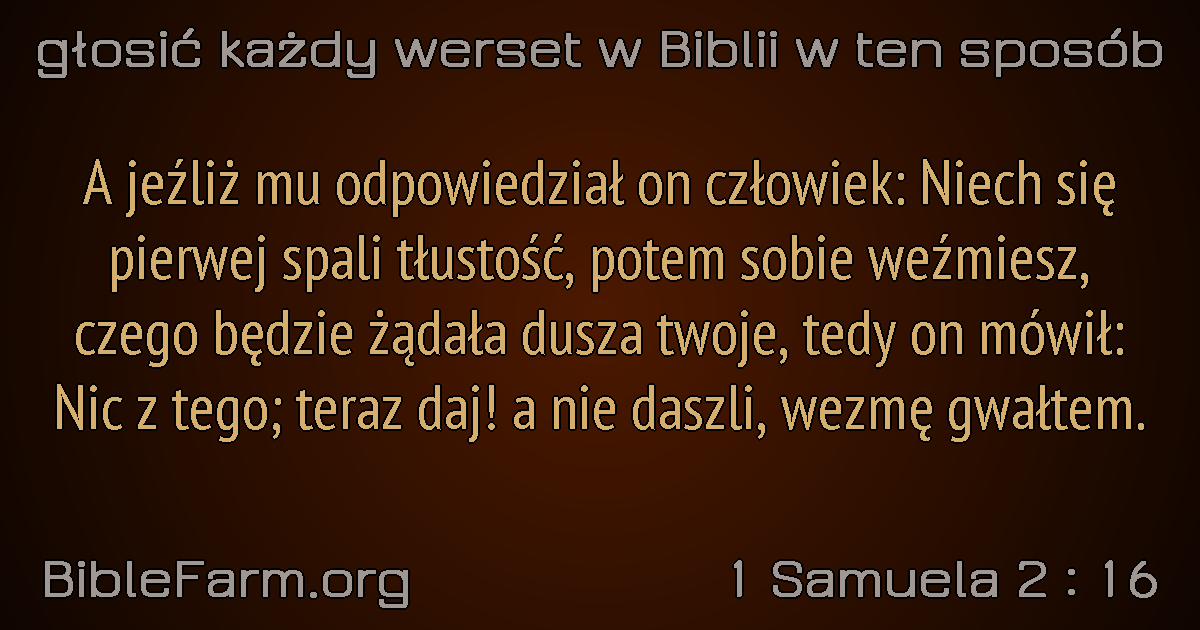 głosić każdy werset w Biblii w ten sposób
A jeźliż mu odpowiedział on człowiek: Niech się
pierwej spali tłustość, potem sobie weźmiesz,
czego będzie żądała dusza twoje, tedy on mówił:
Nic z tego; teraz daj! a nie daszli, wezmę gwałtem.
BibleFarm.org
1 Samuela 2 : 16